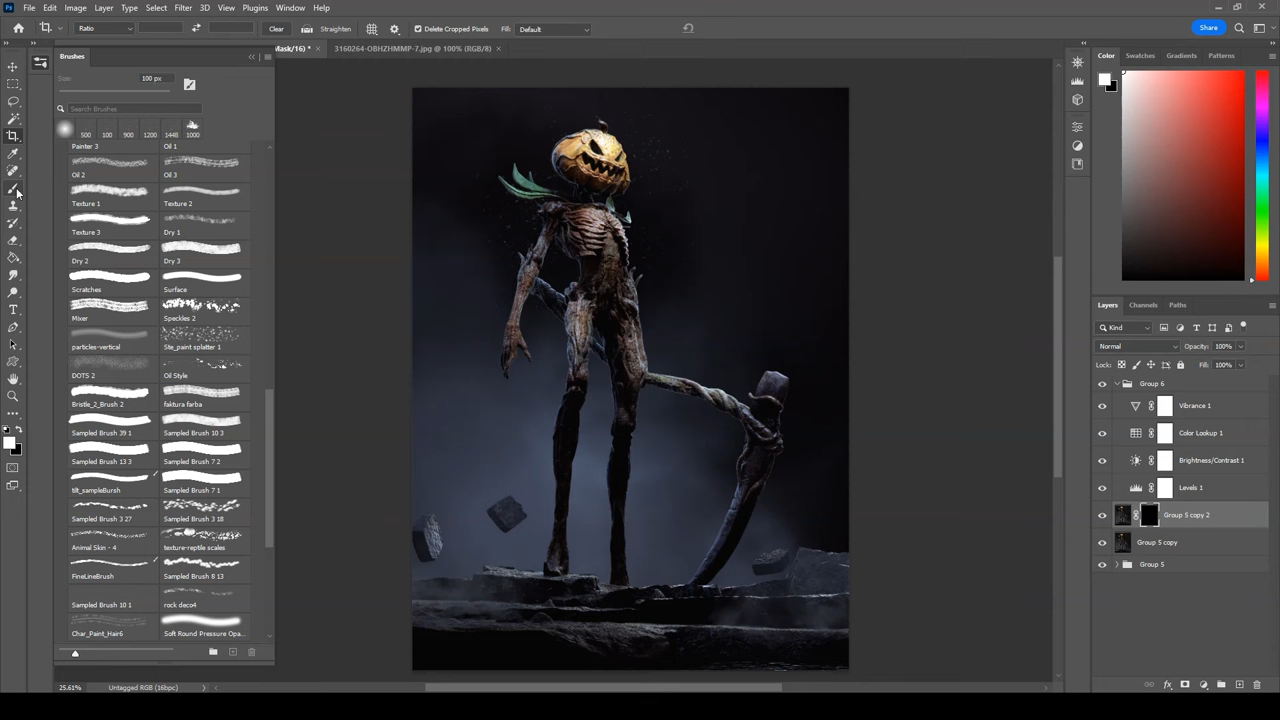 Ps File Edit Image Layer Type Select Filter 3D View Plugins Window Help
Ratio Clear Straighten Delete Cropped Pixels Fill: Default Share
Mask/16) * × 3160264-OBHZHMMP-7.jpg @ 100% (RGB/8) ×
Brushes
Size: 100 px
Search Brushes
500 100 900 1200 1448 1000
Painter 3 Oil 1
Oil 2 Oil 3
Texture 1 Texture 2
Texture 3 Dry 1
Dry 2 Dry 3
Scratches Surface
Mixer Speckles 2
particles-vertical Ste_paint splatter 1
DOTS 2 Oil Style
Bristle_2_Brush 2 faktura farba
Sampled Brush 39 1 Sampled Brush 10 3
Sampled Brush 13 3 Sampled Brush 7 2
tilt_sampleBursh Sampled Brush 7 1
Sampled Brush 3 27 Sampled Brush 3 18
Animal Skin - 4 texture-reptile scales
FineLineBrush Sampled Brush 8 13
Sampled Brush 10 1 rock deco4
Char_Paint_Hair6 Soft Round Pressure Opa...
25.61% Untagged RGB (16bpc)
Color Swatches Gradients Patterns
Layers Channels Paths
Kind
Normal Opacity: 100%
Lock: Fill: 100%
Group 6
Vibrance 1
Color Lookup 1
Brightness/Contrast 1
Levels 1
Group 5 copy 2
Group 5 copy
Group 5